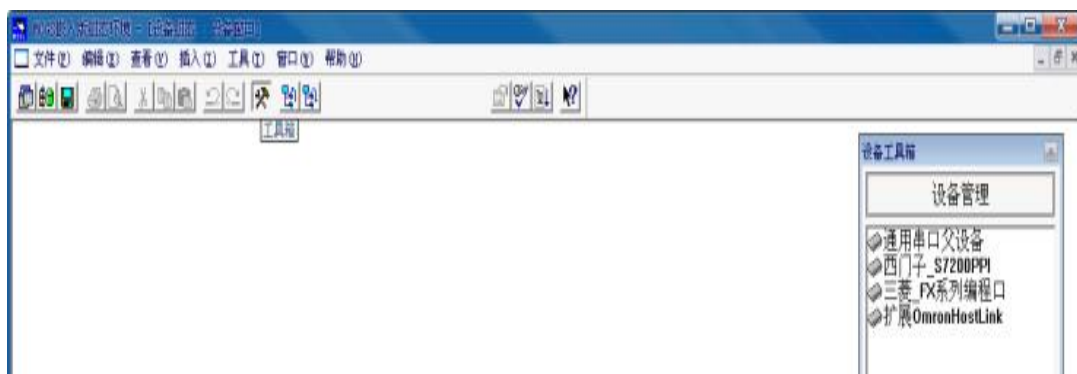 文件(F) 编辑(E) 查看(V) 插入(I) 工具(T) 窗口(W) 帮助(H)
工具箱
设备工具箱
设备管理
通用串口父设备
西门子_S7200PPI
三菱_FX系列编程口
扩展OmronHostLink